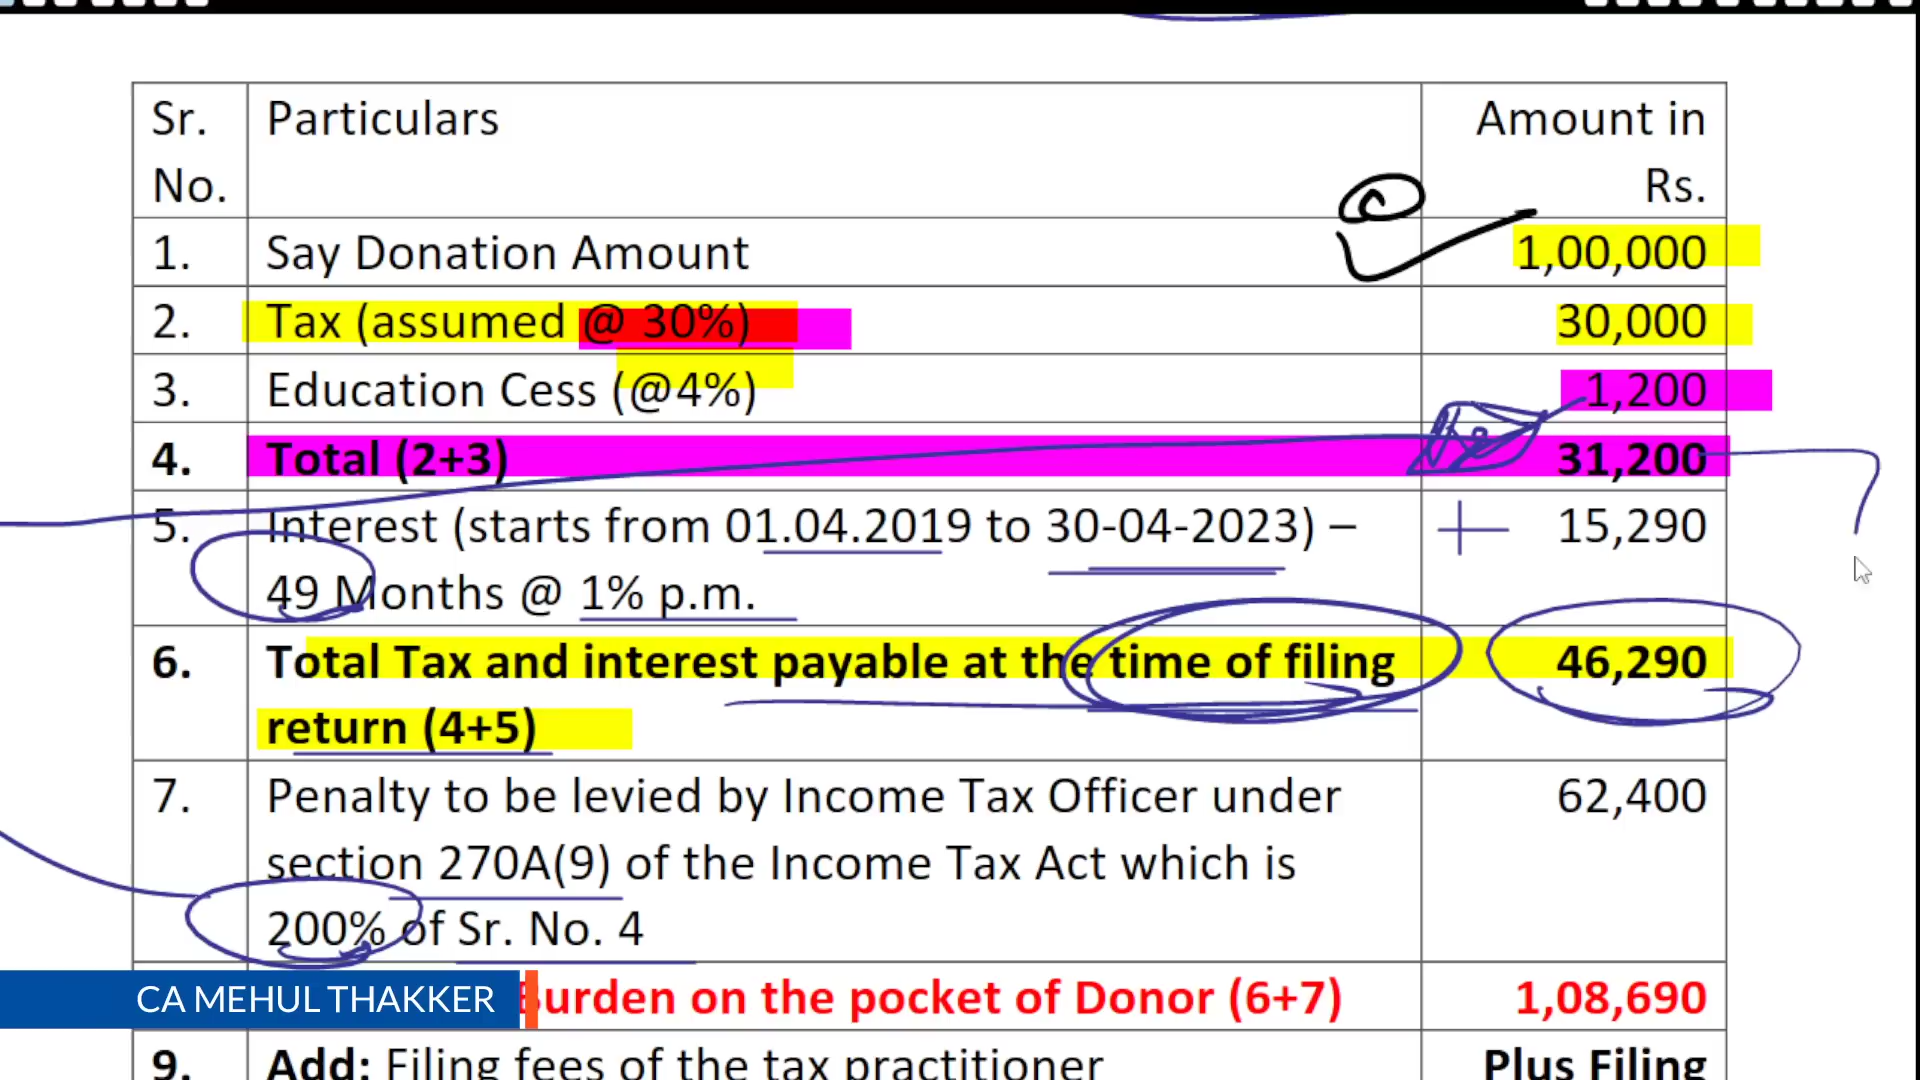 Sr. Particulars Amount in
No. Rs.
1. Say Donation Amount 1,00,000
2. Tax (assumed @ 30%) 30,000
3. Education Cess (@4%) 1,200
4. Total (2+3) 31,200
5. Interest (starts from 01.04.2019 to 30-04-2023) – 15,290
49 Months @ 1% p.m.
6. Total Tax and interest payable at the time of filing 46,290
return (4+5)
7. Penalty to be levied by Income Tax Officer under 62,400
section 270A(9) of the Income Tax Act which is
200% of Sr. No. 4
CA MEHUL THAKKER Burden on the pocket of Donor (6+7) 1,08,690
9. Add: Filing fees of the tax practitioner Plus Filing